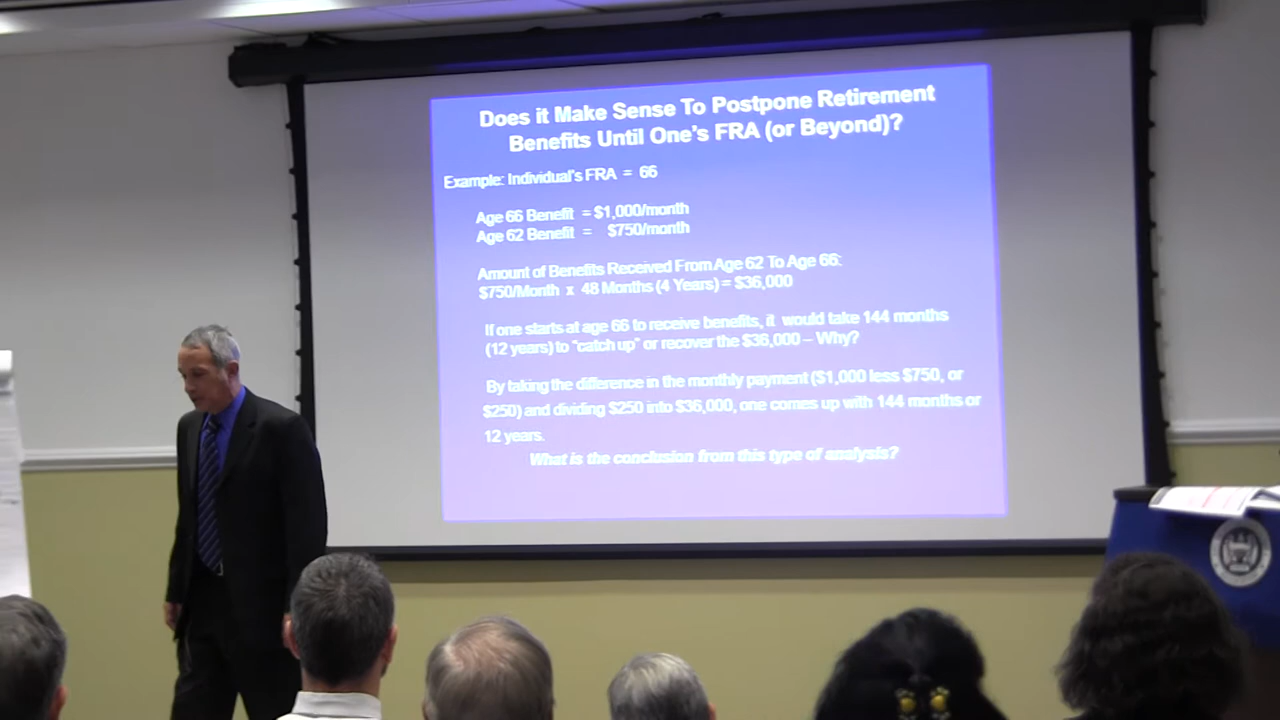 Does it Make Sense To Postpone Retirement
Benefits Until One's FRA (or Beyond)?
Example: Individual's FRA = 66
Age 66 Benefit = $1,000/month
Age 62 Benefit = $750/month
Amount of Benefits Received From Age 62 To Age 66:
$750/Month x 48 Months (4 Years) = $36,000
If one starts at age 66 to receive benefits, it would take 144 months
(12 years) to "catch up" or recover the $36,000 – Why?
By taking the difference in the monthly payment ($1,000 less $750, or
$250) and dividing $250 into $36,000, one comes up with 144 months or
12 years.
What is the conclusion from this type of analysis?